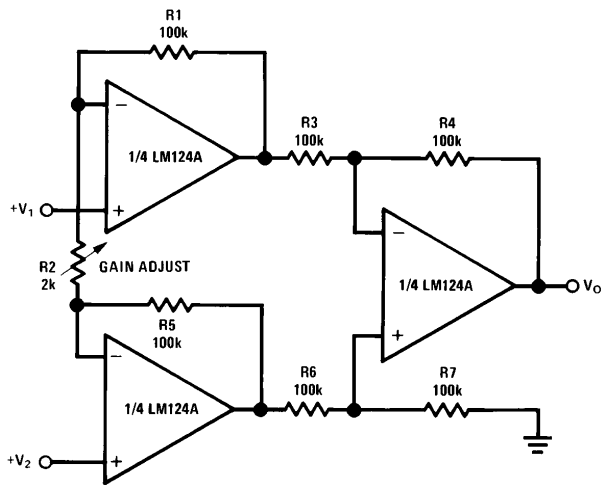 R1
100k
−
1/4 LM124A
+V1
+
R3
100k
R4
100k
R2
2k
GAIN ADJUST
−
1/4 LM124A
+
VO
R5
100k
−
1/4 LM124A
+V2
+
R6
100k
R7
100k